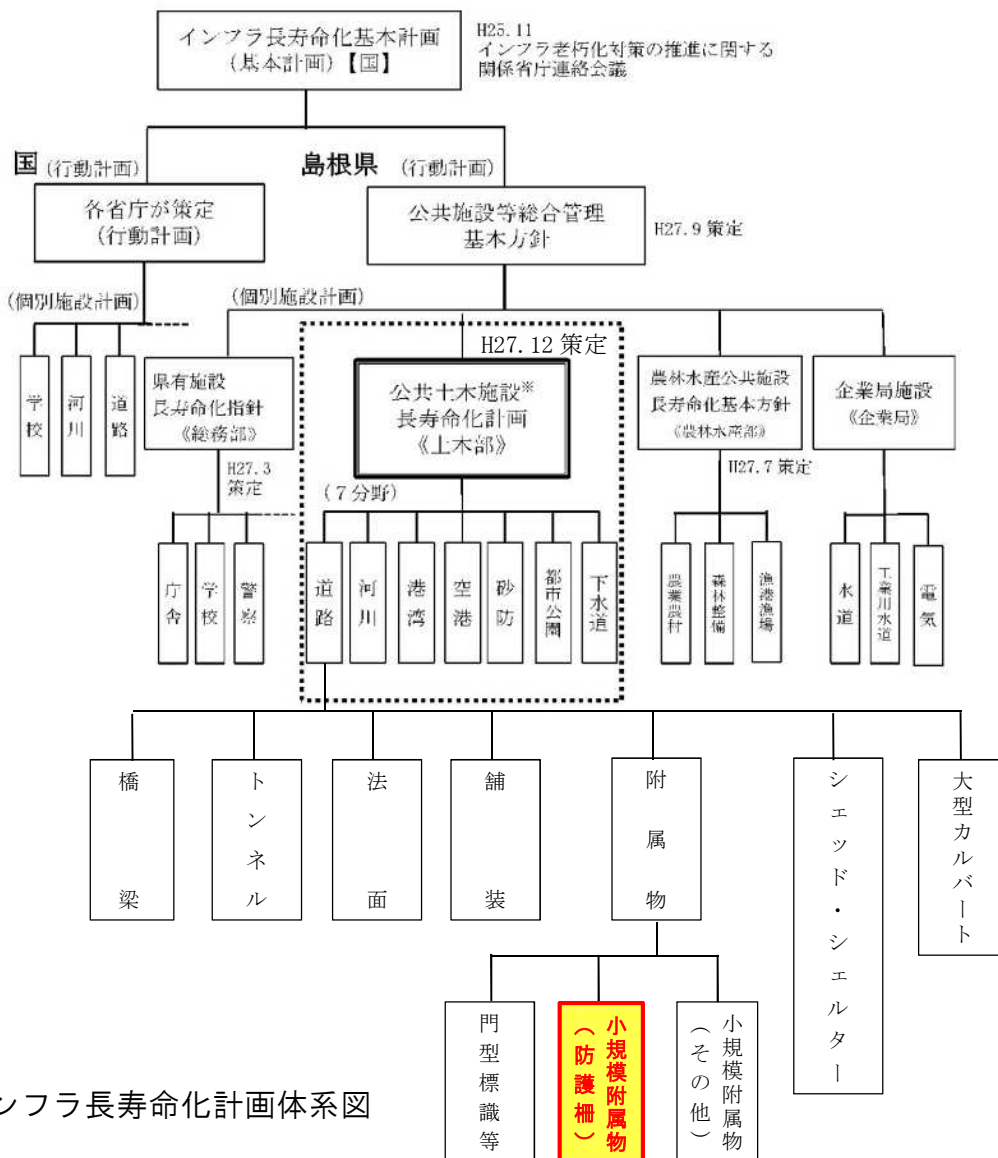 インフラ長寿命化基本計画
(基本計画)【国】
H25.11
インフラ老朽化対策の推進に関する
関係省庁連絡会議
国 (行動計画)
島根県 (行動計画)
各省庁が策定
(行動計画)
公共施設等総合管理
基本方針
H27.9 策定
(個別施設計画)
(個別施設計画)
学校
河川
道路
県有施設
長寿命化指針
《総務部》
H27.3
策定
庁舎
学校
警察
H27.12 策定
公共土木施設※
長寿命化計画
《土木部》
(7分野)
道路
河川
港湾
空港
砂防
都市公園
下水道
農林水産公共施設
長寿命化基本方針
《農林水産部》
H27.7 策定
農業農村
森林整備
漁港漁場
企業局施設
《企業局》
水道
工業用水道
電気
橋梁
トンネル
法面
舗装
附属物
シェッド・シェルター
大型カルバート
門型標識等
小規模附属物
(防護柵)
小規模附属物
(その他)
ンフラ長寿命化計画体系図